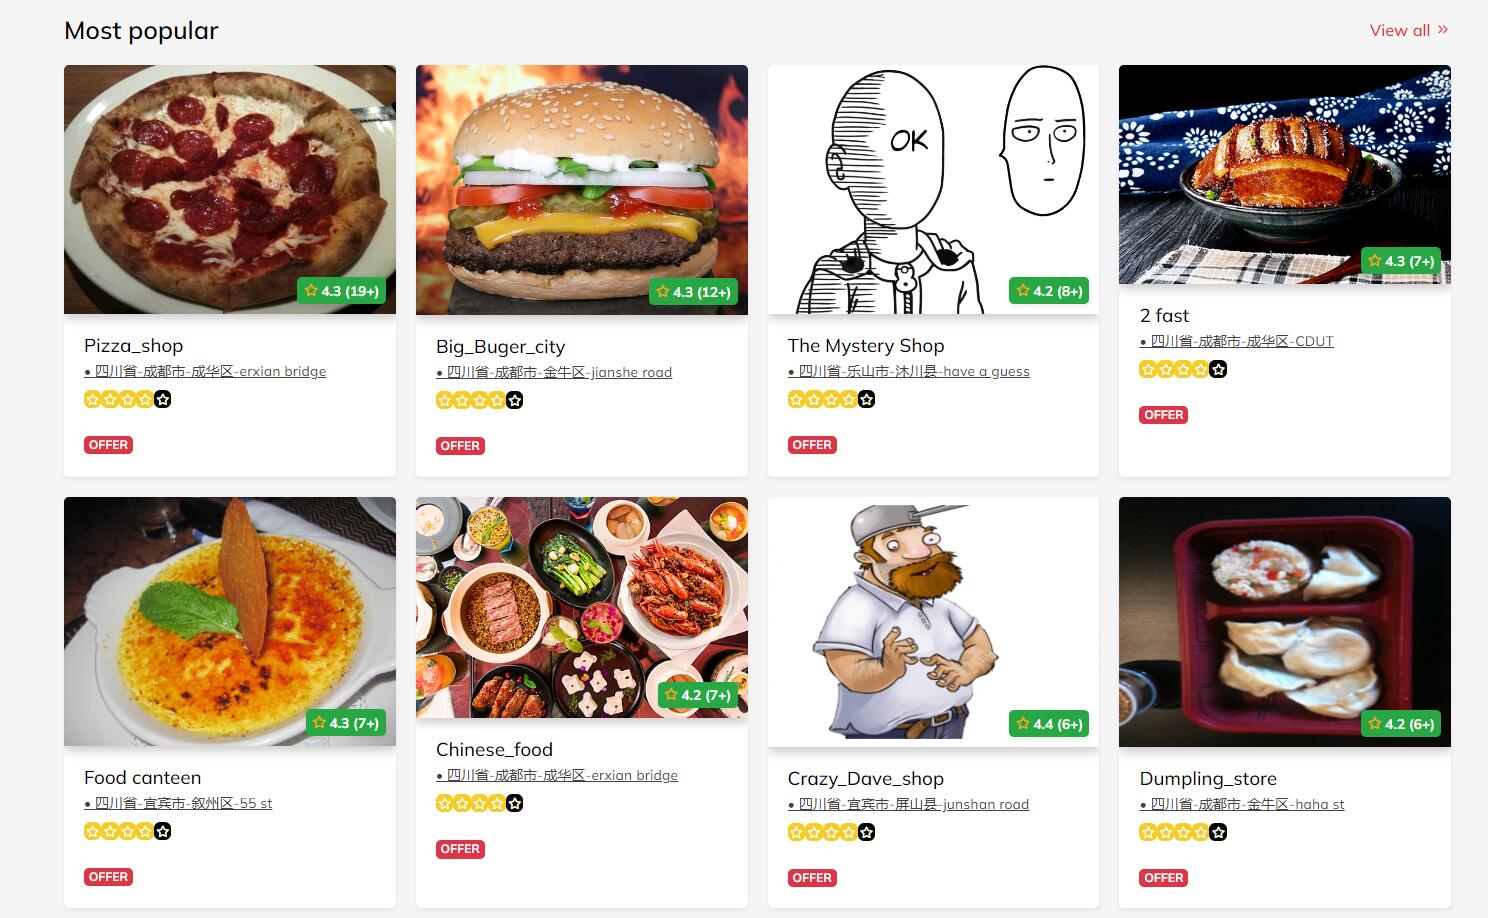 Most popular
View all »
4.3 (19+)
4.3 (12+)
OK
4.2 (8+)
4.3 (7+)
Pizza_shop
• 四川省-成都市-成华区-erxian bridge
OFFER
Big_Buger_city
• 四川省-成都市-金牛区-jianshe road
OFFER
The Mystery Shop
• 四川省-乐山市-沐川县-have a guess
OFFER
2 fast
• 四川省-成都市-成华区-CDUT
OFFER
4.3 (7+)
4.2 (7+)
4.4 (6+)
4.2 (6+)
Food canteen
• 四川省-宜宾市-叙州区-55 st
OFFER
Chinese_food
• 四川省-成都市-成华区-erxian bridge
OFFER
Crazy_Dave_shop
• 四川省-宜宾市-屏山县-junshan road
OFFER
Dumpling_store
• 四川省-成都市-金牛区-haha st
OFFER